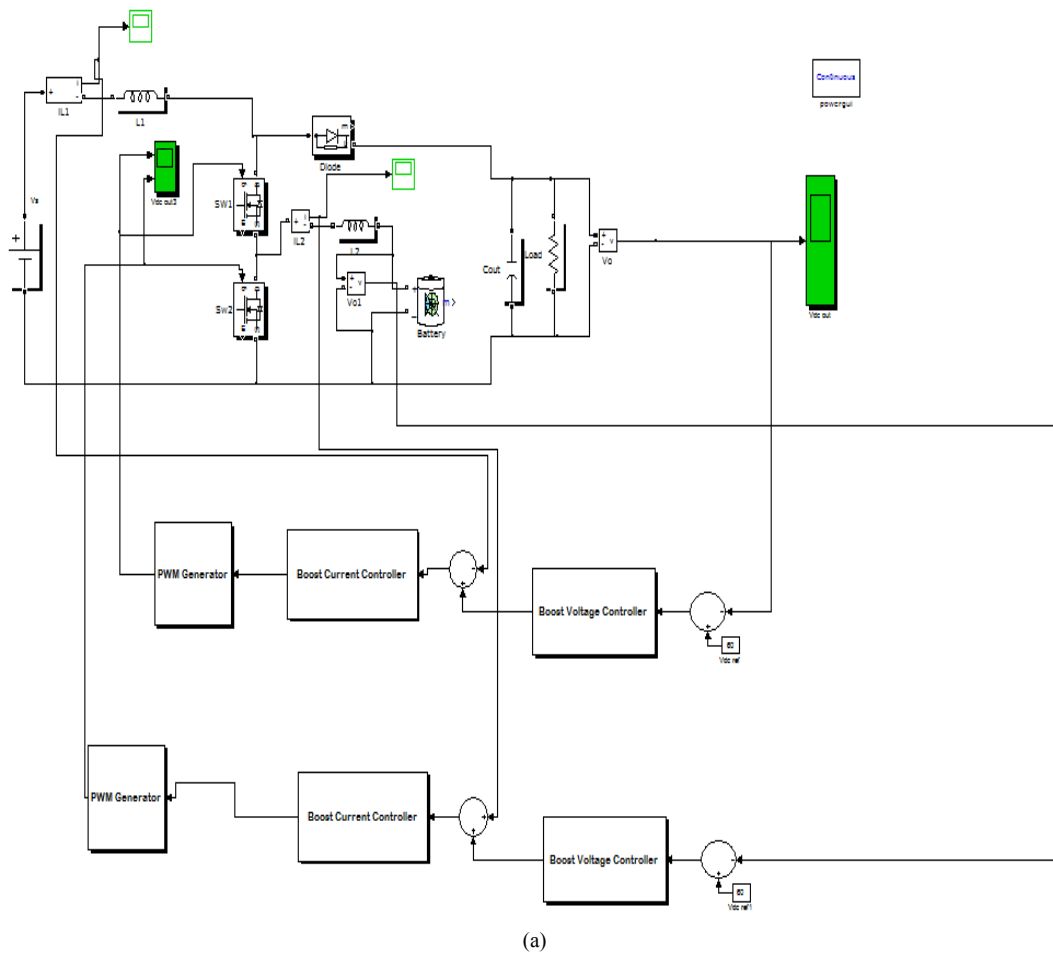 Continuous
powergui
IL1
L1
Vs
Vdc out2
SW1
Diode
IL2
L2
Vo1
Sw2
Battery
m
Cout
Load
v
Vo
Vdc out
PWM Generator
Boost Current Controller
Boost Voltage Controller
60
Vdc ref
PWM Generator
Boost Current Controller
Boost Voltage Controller
60
Vdc ref1
(a)